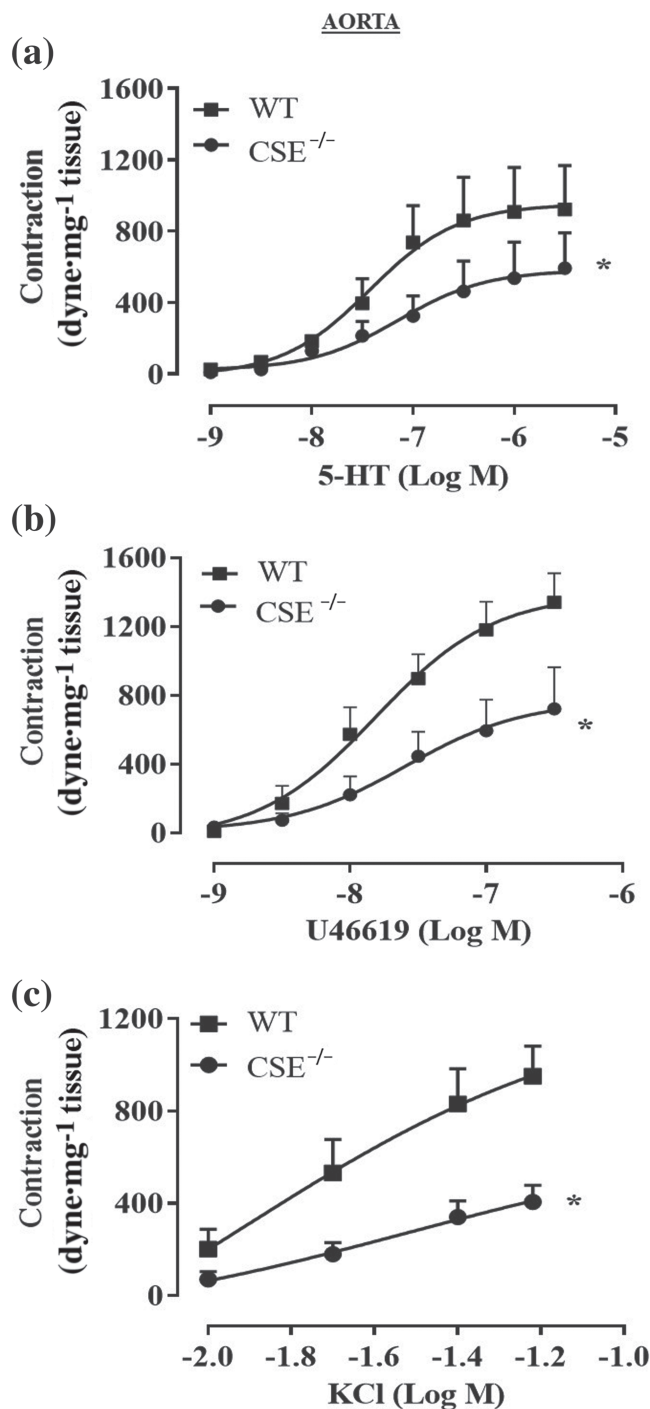 AORTA
(a)
Contraction
(dyne·mg⁻¹ tissue)
1600
1200
800
400
0
WT
CSE⁻/⁻
*
-9
-8
-7
-6
-5
5-HT (Log M)
(b)
Contraction
(dyne·mg⁻¹ tissue)
1600
1200
800
400
0
WT
CSE⁻/⁻
*
-9
-8
-7
-6
U46619 (Log M)
(c)
Contraction
(dyne·mg⁻¹ tissue)
1200
800
400
0
WT
CSE⁻/⁻
*
-2.0
-1.8
-1.6
-1.4
-1.2
-1.0
KCl (Log M)